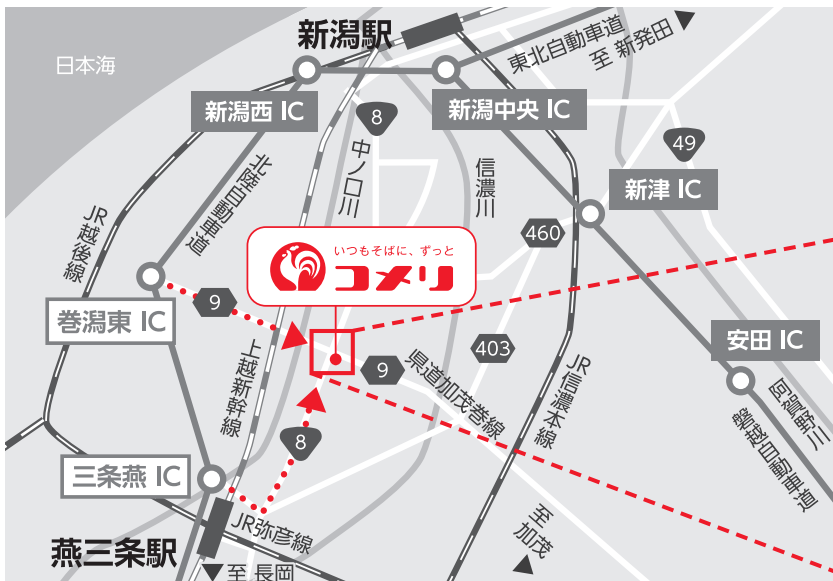 新潟駅
日本海
東北自動車道
至 新発田
新潟西 IC
8
新潟中央 IC
49
中ノ口川
信濃川
新津 IC
北陸自動車道
JR越後線
460
いつもそばに、ずっと
コメリ
9
巻潟東 IC
上越新幹線
403
安田 IC
9
県道加茂巻線
JR信濃本線
阿賀野川
磐越自動車道
8
三条燕 IC
JR弥彦線
至 加茂
燕三条駅
至 長岡